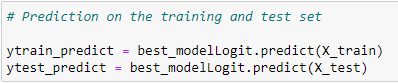 # Prediction on the training and test set
ytrain_predict = best_modelLogit.predict(X_train)
ytest_predict = best_modelLogit.predict(X_test)